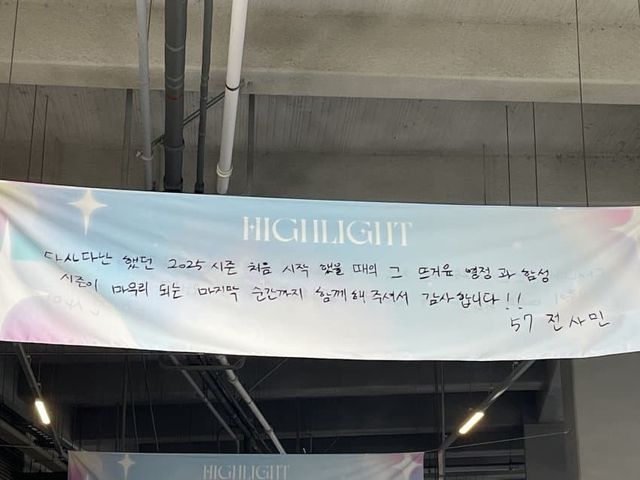 HIGHLIGHT
다사다난 했던 2025 시즌 처음 시작 했을 때의 그 뜨거운 열정과 함성
시즌이 마무리 되는 마지막 순간까지 함께 해 주셔서 감사합니다!!
57 전사민
HIGHLIGHT